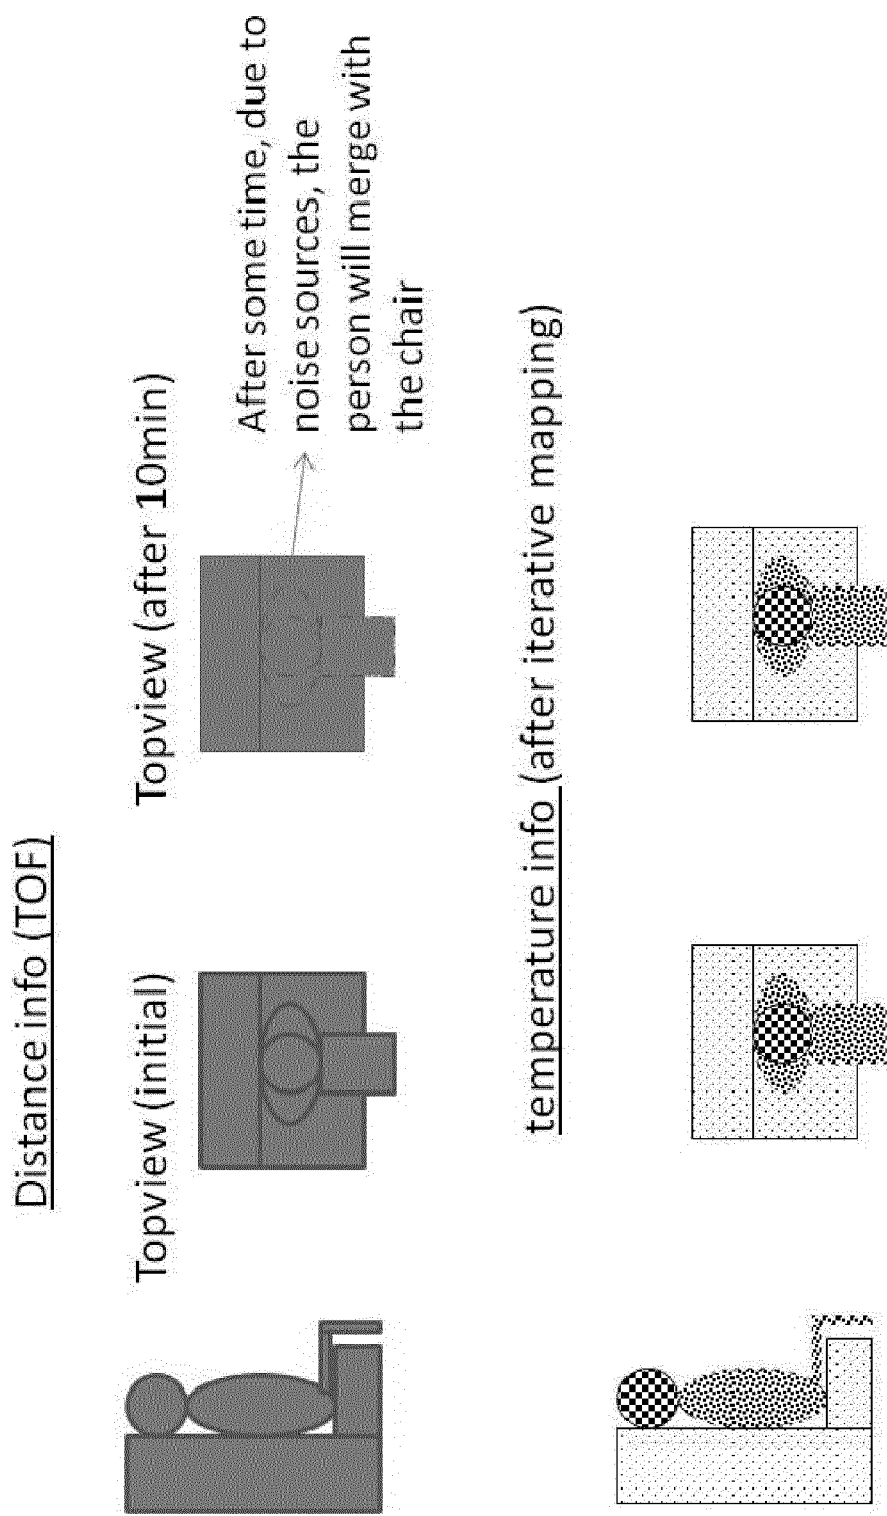 Distance info (TOF)
Topview (initial)
Topview (after 10min)
After some time, due to
noise sources, the
person will merge with
the chair
temperature info (after iterative mapping)